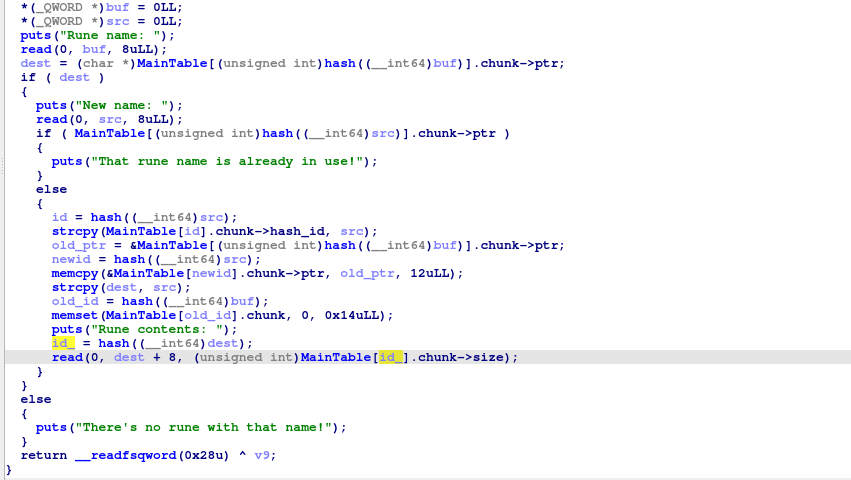 *(_QWORD *)buf = 0LL;
*(_QWORD *)src = 0LL;
puts("Rune name: ");
read(0, buf, 8uLL);
dest = (char *)MainTable[(unsigned int)hash((__int64)buf)].chunk->ptr;
if ( dest )
{
puts("New name: ");
read(0, src, 8uLL);
if ( MainTable[(unsigned int)hash((__int64)src)].chunk->ptr )
{
puts("That rune name is already in use!");
}
else
{
id = hash((__int64)src);
strcpy(MainTable[id].chunk->hash_id, src);
old_ptr = &MainTable[(unsigned int)hash((__int64)buf)].chunk->ptr;
newid = hash((__int64)src);
memcpy(&MainTable[newid].chunk->ptr, old_ptr, 12uLL);
strcpy(dest, src);
old_id = hash((__int64)buf);
memset(MainTable[old_id].chunk, 0, 0x14uLL);
puts("Rune contents: ");
id_ = hash((__int64)dest);
read(0, dest + 8, (unsigned int)MainTable[id_].chunk->size);
}
}
else
{
puts("There's no rune with that name!");
}
return __readfsqword(0x28u) ^ v9;
}